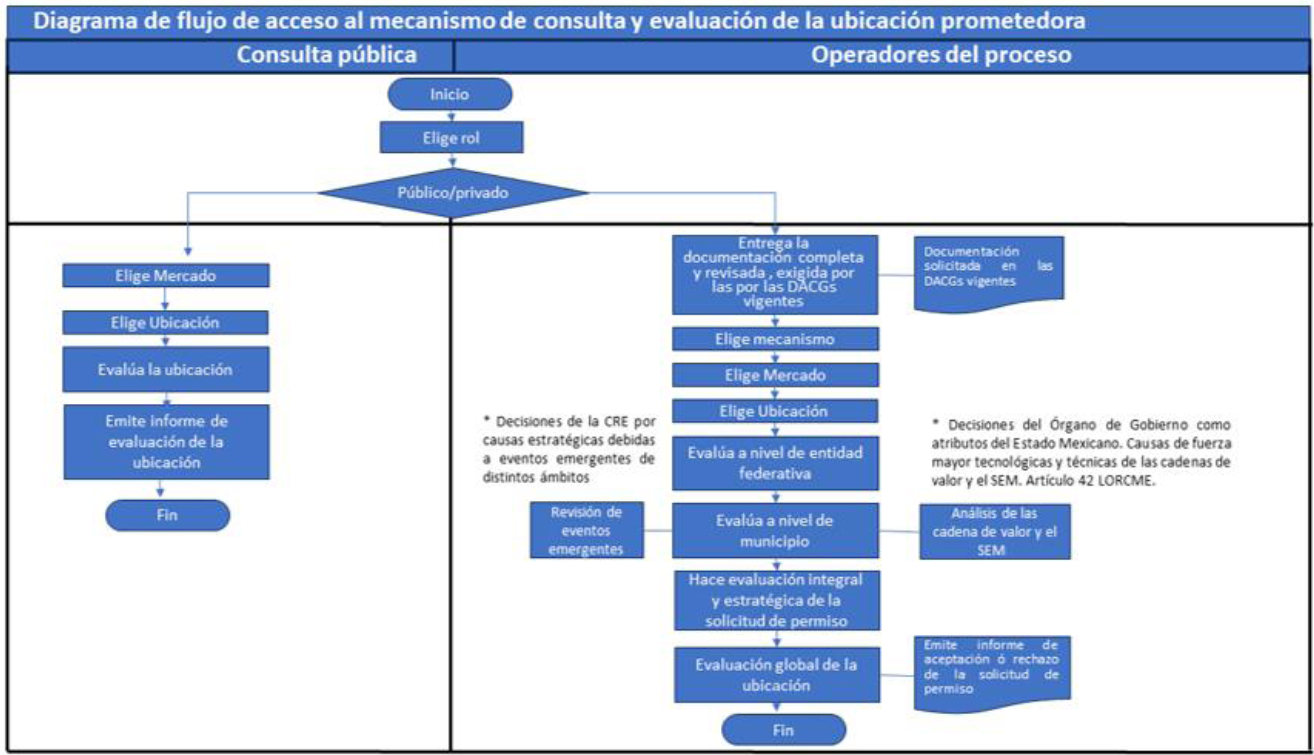 Diagrama de flujo de acceso al mecanismo de consulta y evaluación de la ubicación prometedora
Consulta pública
Operadores del proceso
Inicio
Elige rol
Público/privado
Elige Mercado
Elige Ubicación
Evalúa la ubicación
Emite informe de
evaluación de la
ubicación
Fin
Entrega la
documentación completa
y revisada , exigida por
las por las DACGs
vigentes
Documentación
solicitada en las
DACGs vigentes
Elige mecanismo
Elige Mercado
Elige Ubicación
* Decisiones de la CRE por
causas estratégicas debidas
a eventos emergentes de
distintos ámbitos
* Decisiones del Órgano de Gobierno como
atributos del Estado Mexicano. Causas de fuerza
mayor tecnológicas y técnicas de las cadenas de
valor y el SEM. Artículo 42 LORCME.
Evalúa a nivel de entidad
federativa
Revisión de
eventos
emergentes
Evalúa a nivel de
municipio
Análisis de las
cadena de valor y el
SEM
Hace evaluación integral
y estratégica de la
solicitud de permiso
Evaluación global de la
ubicación
Emite informe de
aceptación ó rechazo
de la solicitud de
permiso
Fin